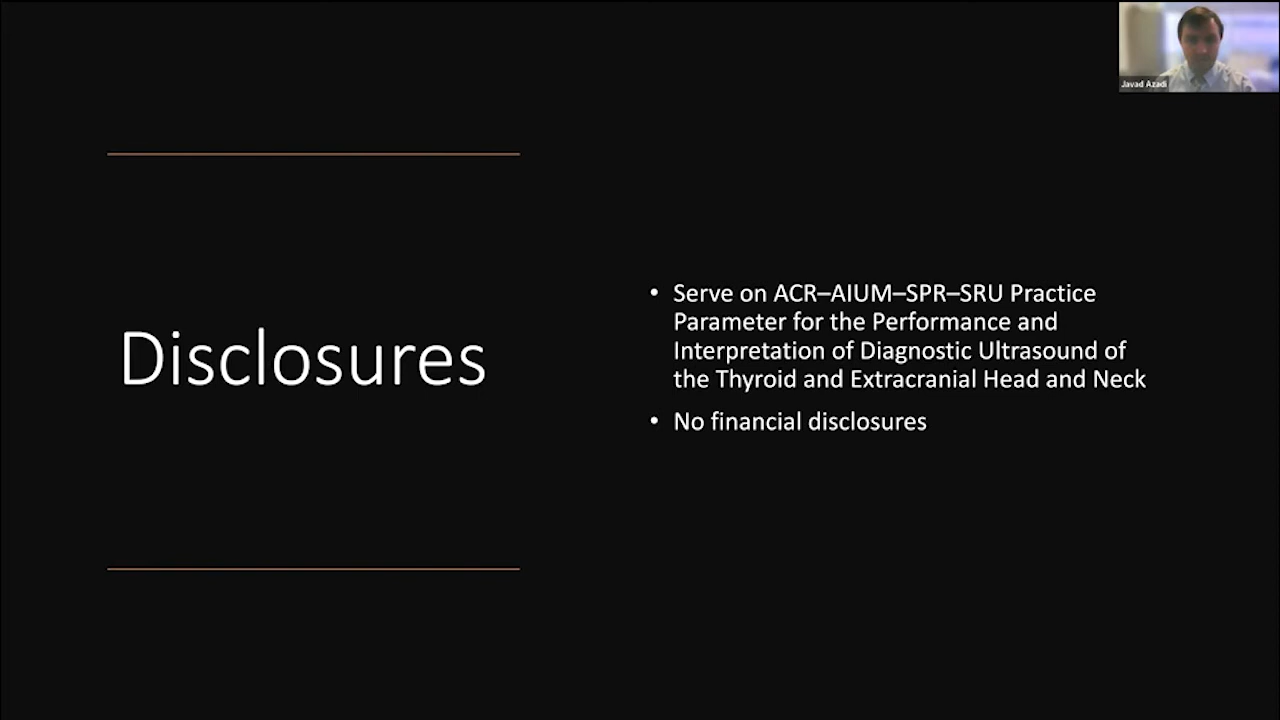 Javad Azadi
Disclosures
• Serve on ACR–AIUM–SPR–SRU Practice
Parameter for the Performance and
Interpretation of Diagnostic Ultrasound of
the Thyroid and Extracranial Head and Neck
• No financial disclosures